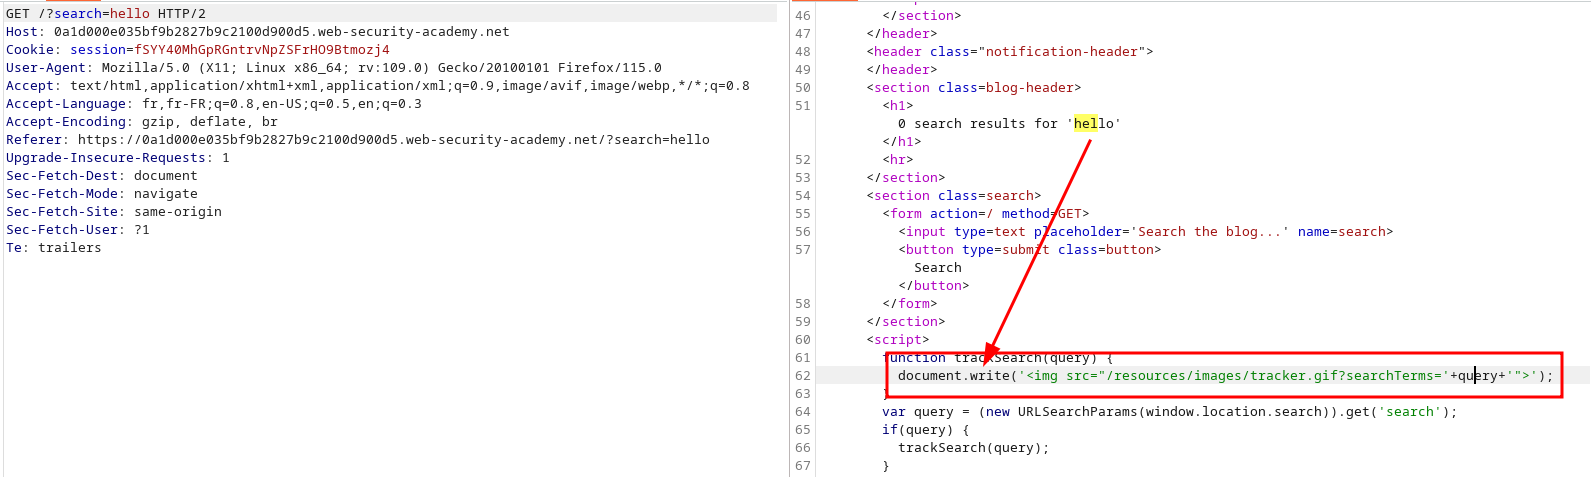 GET /?search=hello HTTP/2
Host: 0a1d000e035bf9b2827b9c2100d900d5.web-security-academy.net
Cookie: session=fSYY40MhGpRGntrvNpZSFrHO9Btmozj4
User-Agent: Mozilla/5.0 (X11; Linux x86_64; rv:109.0) Gecko/20100101 Firefox/115.0
Accept: text/html,application/xhtml+xml,application/xml;q=0.9,image/avif,image/webp,*/*;q=0.8
Accept-Language: fr,fr-FR;q=0.8,en-US;q=0.5,en;q=0.3
Accept-Encoding: gzip, deflate, br
Referer: https://0a1d000e035bf9b2827b9c2100d900d5.web-security-academy.net/?search=hello
Upgrade-Insecure-Requests: 1
Sec-Fetch-Dest: document
Sec-Fetch-Mode: navigate
Sec-Fetch-Site: same-origin
Sec-Fetch-User: ?1
Te: trailers
46 </section>
47 </header>
48 <header class="notification-header">
49 </header>
50 <section class=blog-header>
51 <h1>
0 search results for 'hello'
</h1>
52 <hr>
53 </section>
54 <section class=search>
55 <form action=/ method=GET>
56 <input type=text placeholder='Search the blog...' name=search>
57 <button type=submit class=button>
Search
</button>
58 </form>
59 </section>
60 <script>
61 function trackSearch(query) {
62 document.write('<img src="/resources/images/tracker.gif?searchTerms='+query+'">');
63 }
64 var query = (new URLSearchParams(window.location.search)).get('search');
65 if(query) {
66 trackSearch(query);
67 }